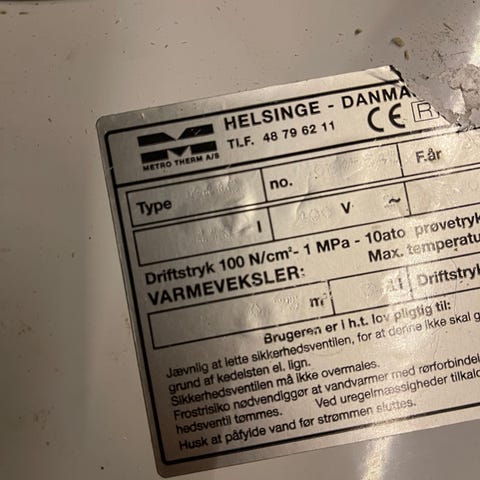 HELSINGE - DANMA
TLF. 48 79 62 11
CE
METRO THERM A/S
Type
no.
F.år
l
V ~
Driftstryk 100 N/cm² - 1 MPa - 10ato prøvetryk
Max. temperatu
VARMEVEKSLER:
m²
l
Driftstryk
Brugeren er i h.t. lov pligtig til:
Jævnlig at lette sikkerhedsventilen, for at denne ikke skal g
grund af kedelsten el. lign.
Sikkerhedsventilen må ikke overmales.
Frostrisiko nødvendiggør at vandvarmer med rørforbindel
hedsventil tømmes. Ved uregelmæssigheder tilkald
Husk at påfylde vand før strømmen sluttes.